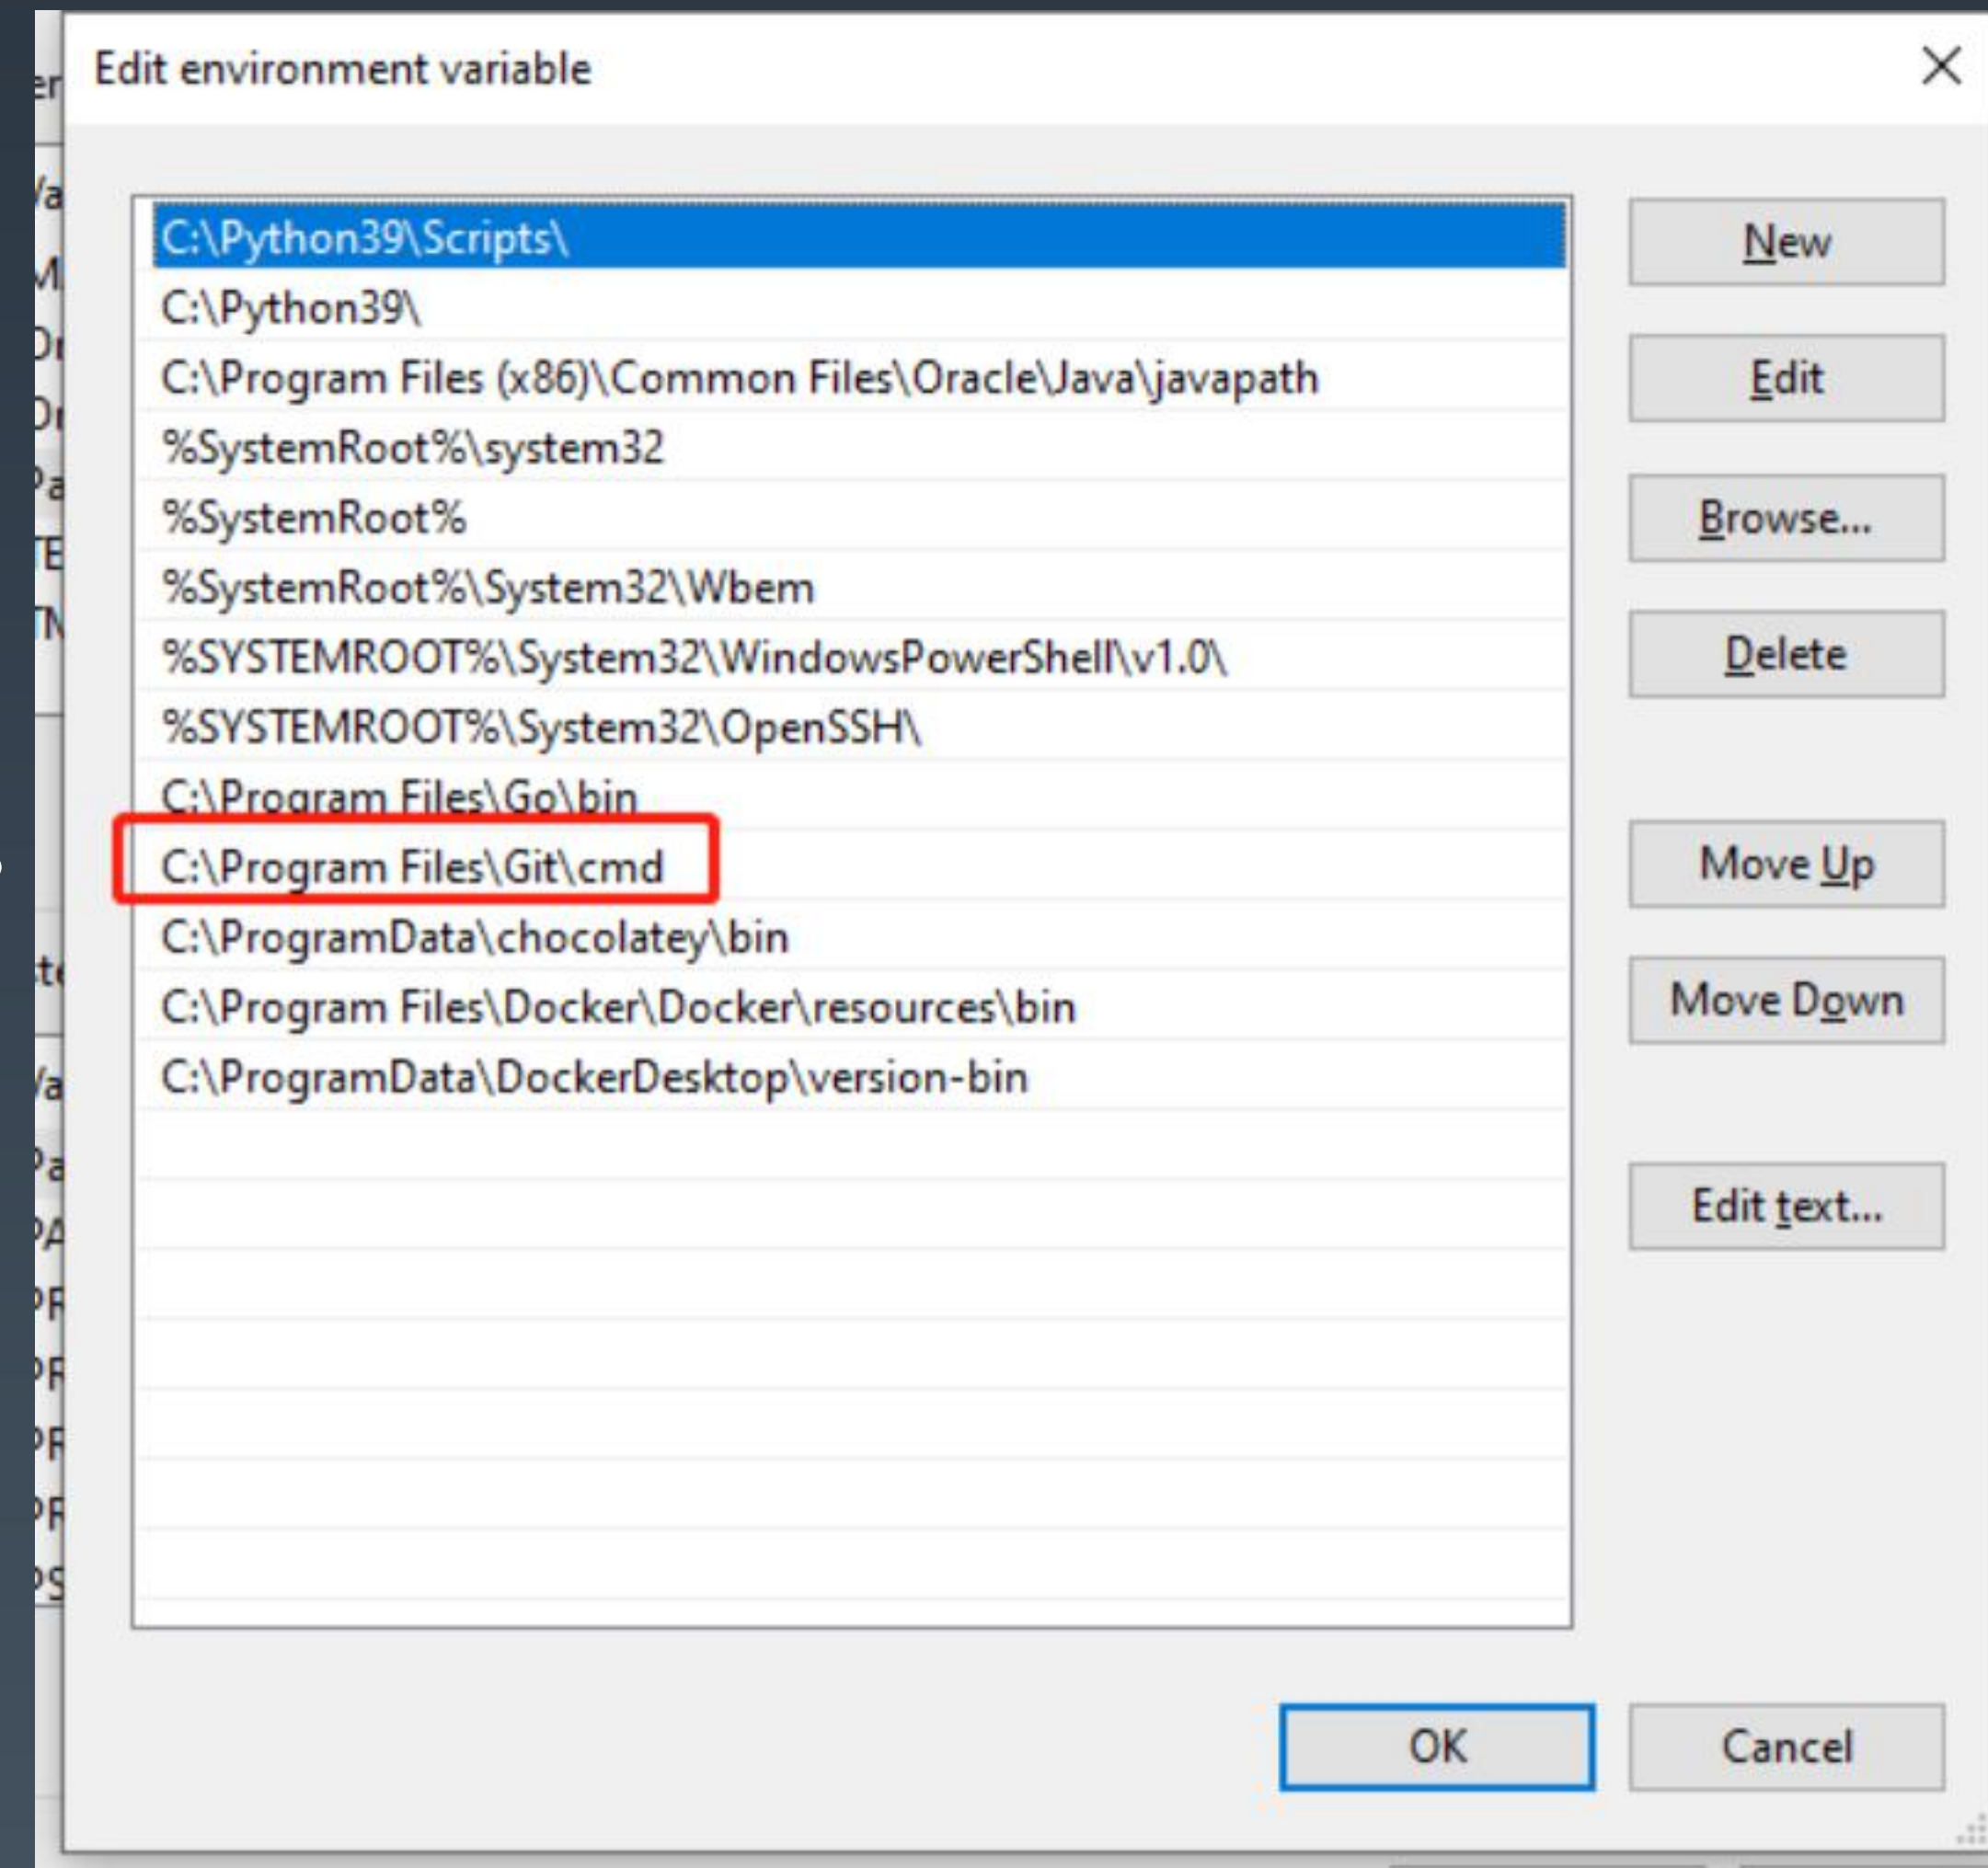 Edit environment variable
C:\Python39\Scripts\
C:\Python39\
C:\Program Files (x86)\Common Files\Oracle\Java\javapath
%SystemRoot%\system32
%SystemRoot%
%SystemRoot%\System32\Wbem
%SYSTEMROOT%\System32\WindowsPowerShell\v1.0\
%SYSTEMROOT%\System32\OpenSSH\
C:\Program Files\Go\bin
C:\Program Files\Git\cmd
C:\ProgramData\chocolatey\bin
C:\Program Files\Docker\Docker\resources\bin
C:\ProgramData\DockerDesktop\version-bin
New
Edit
Browse...
Delete
Move Up
Move Down
Edit text...
OK
Cancel